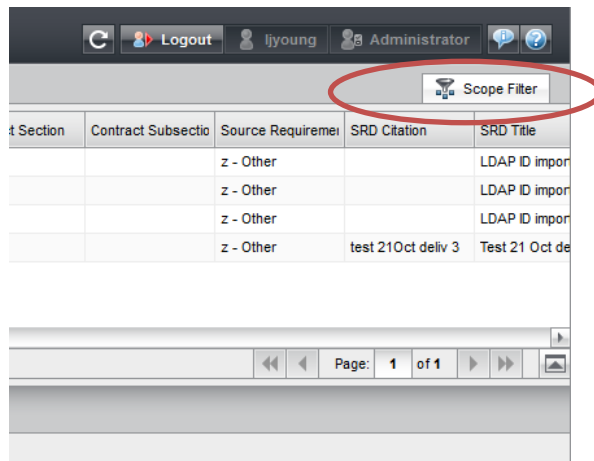 Logout ljyoung Administrator
Scope Filter
t Section Contract Subsectio Source Requiremer SRD Citation SRD Title
z - Other LDAP ID impor
z - Other LDAP ID impor
z - Other LDAP ID impor
z - Other test 21Oct deliv 3 Test 21 Oct de
Page: 1 of 1